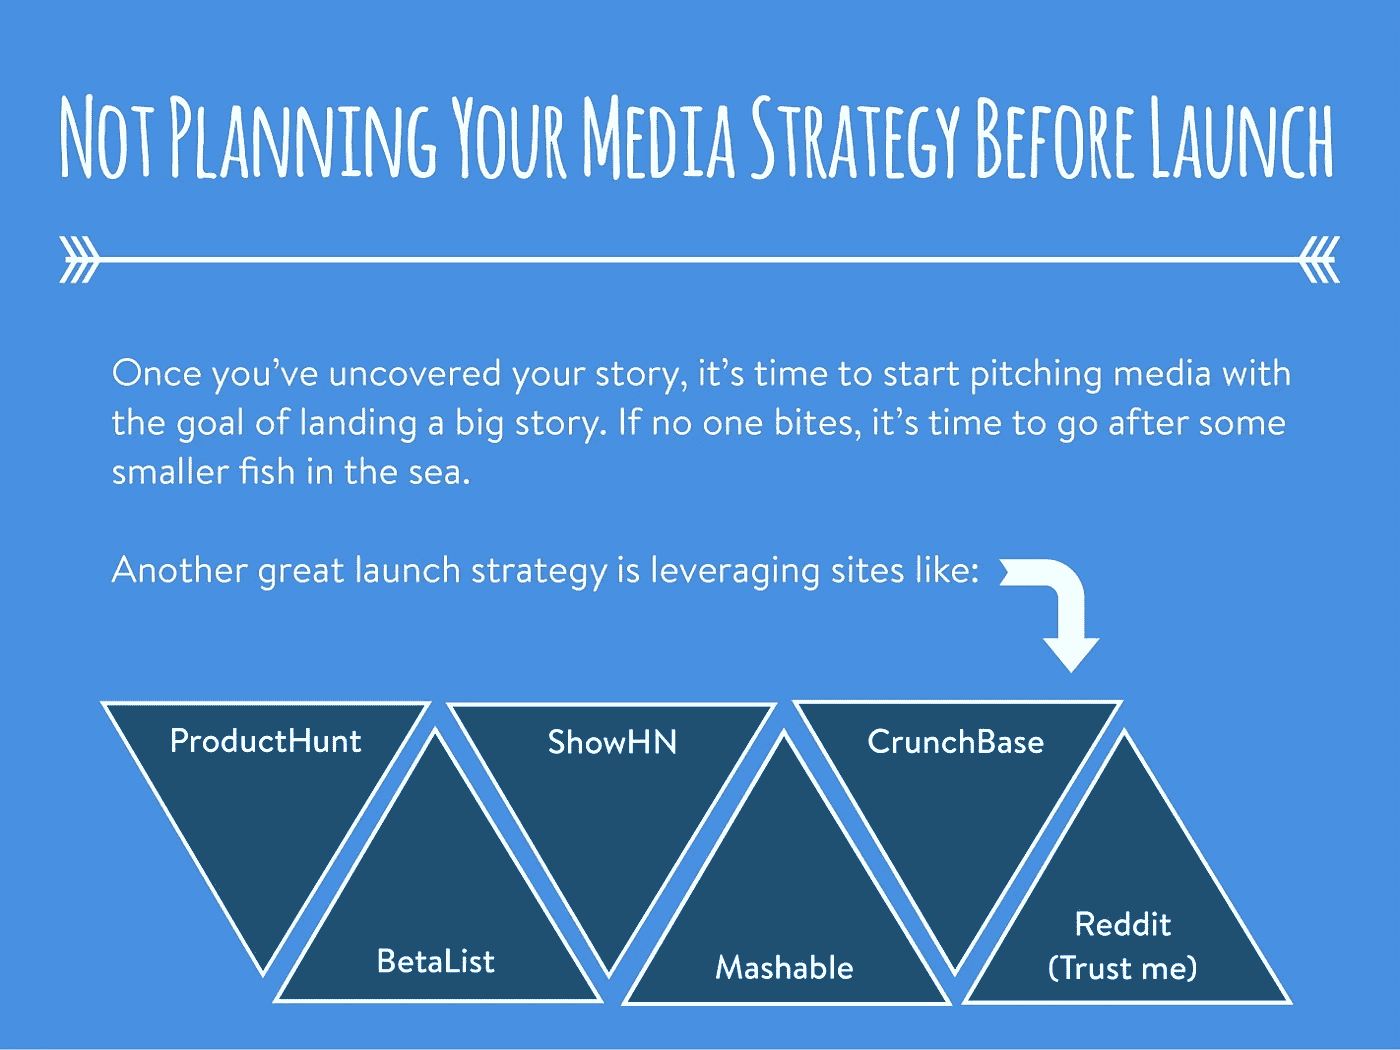 Not Planning Your Media Strategy Before Launch
Once you’ve uncovered your story, it’s time to start pitching media with
the goal of landing a big story. If no one bites, it’s time to go after some
smaller fish in the sea.
Another great launch strategy is leveraging sites like:
ProductHunt
BetaList
ShowHN
Mashable
CrunchBase
Reddit
(Trust me)